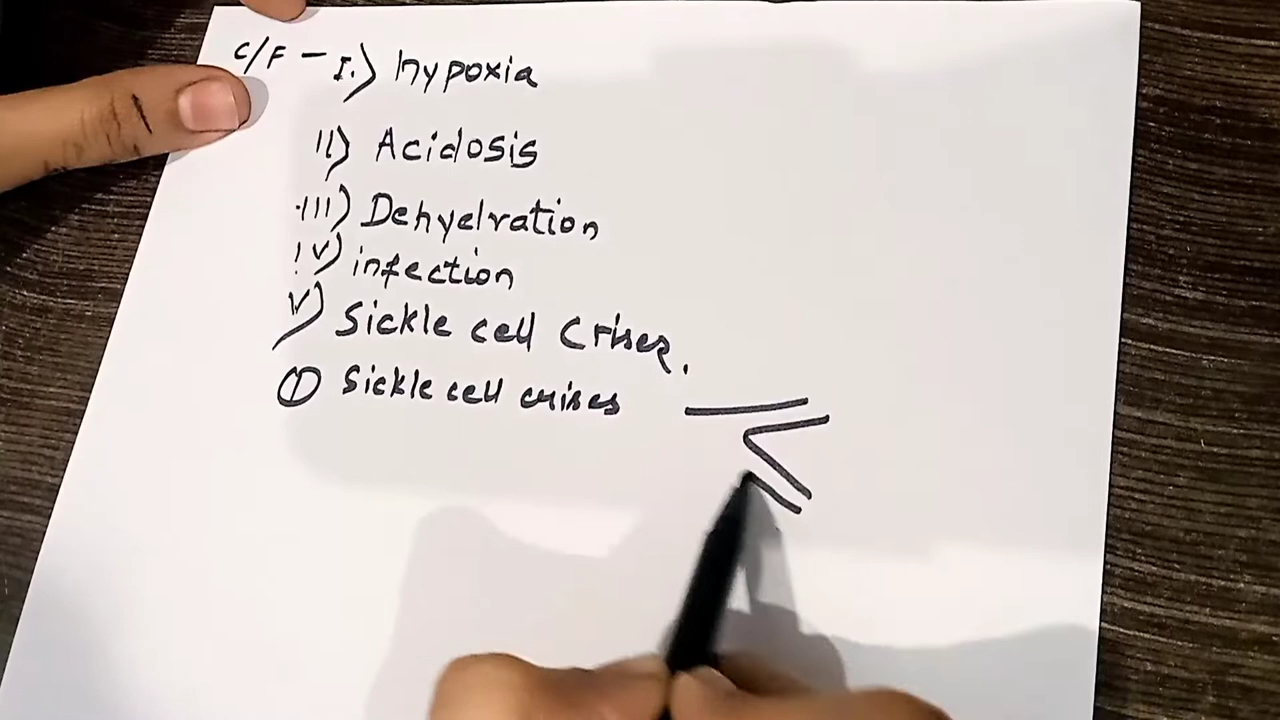 C/F - I.) hypoxia
II) Acidosis
III) Dehyelration
IV) infection
V) Sickle cell Crises.
① Sickle cell crises